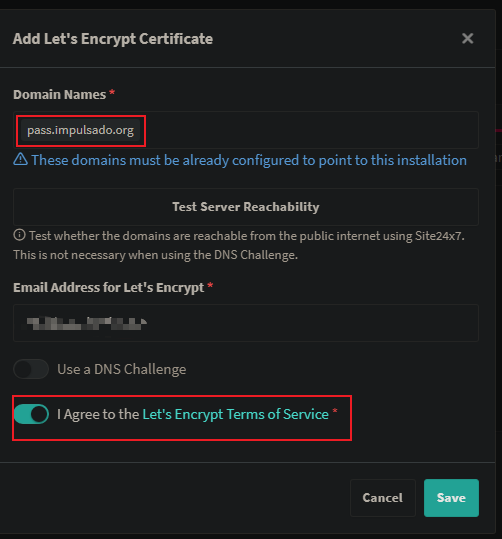 Add Let's Encrypt Certificate
Domain Names *
pass.impulsado.org
These domains must be already configured to point to this installation
Test Server Reachability
Test whether the domains are reachable from the public internet using Site24x7.
This is not necessary when using the DNS Challenge.
Email Address for Let's Encrypt *
Use a DNS Challenge
I Agree to the Let's Encrypt Terms of Service *
Cancel
Save